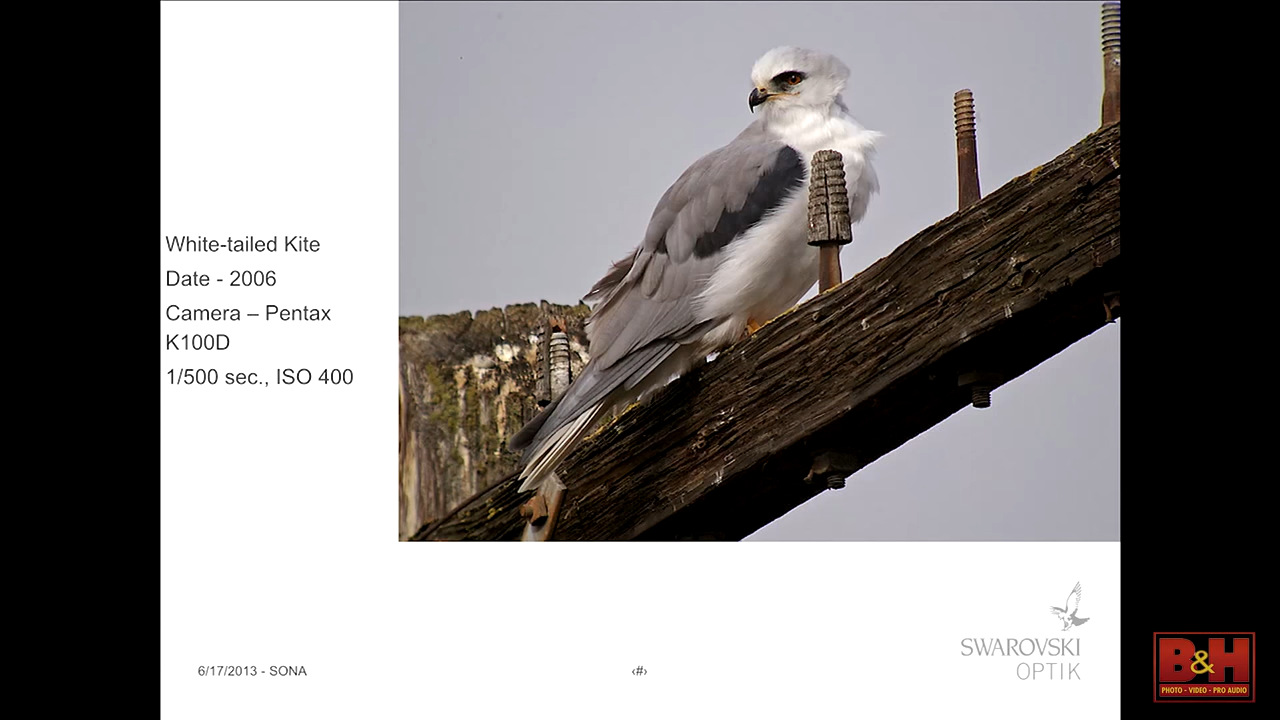 White-tailed Kite
Date - 2006
Camera – Pentax
K100D
1/500 sec., ISO 400
6/17/2013 - SONA
‹#›
SWAROVSKI
OPTIK
B&H
PHOTO - VIDEO - PRO AUDIO